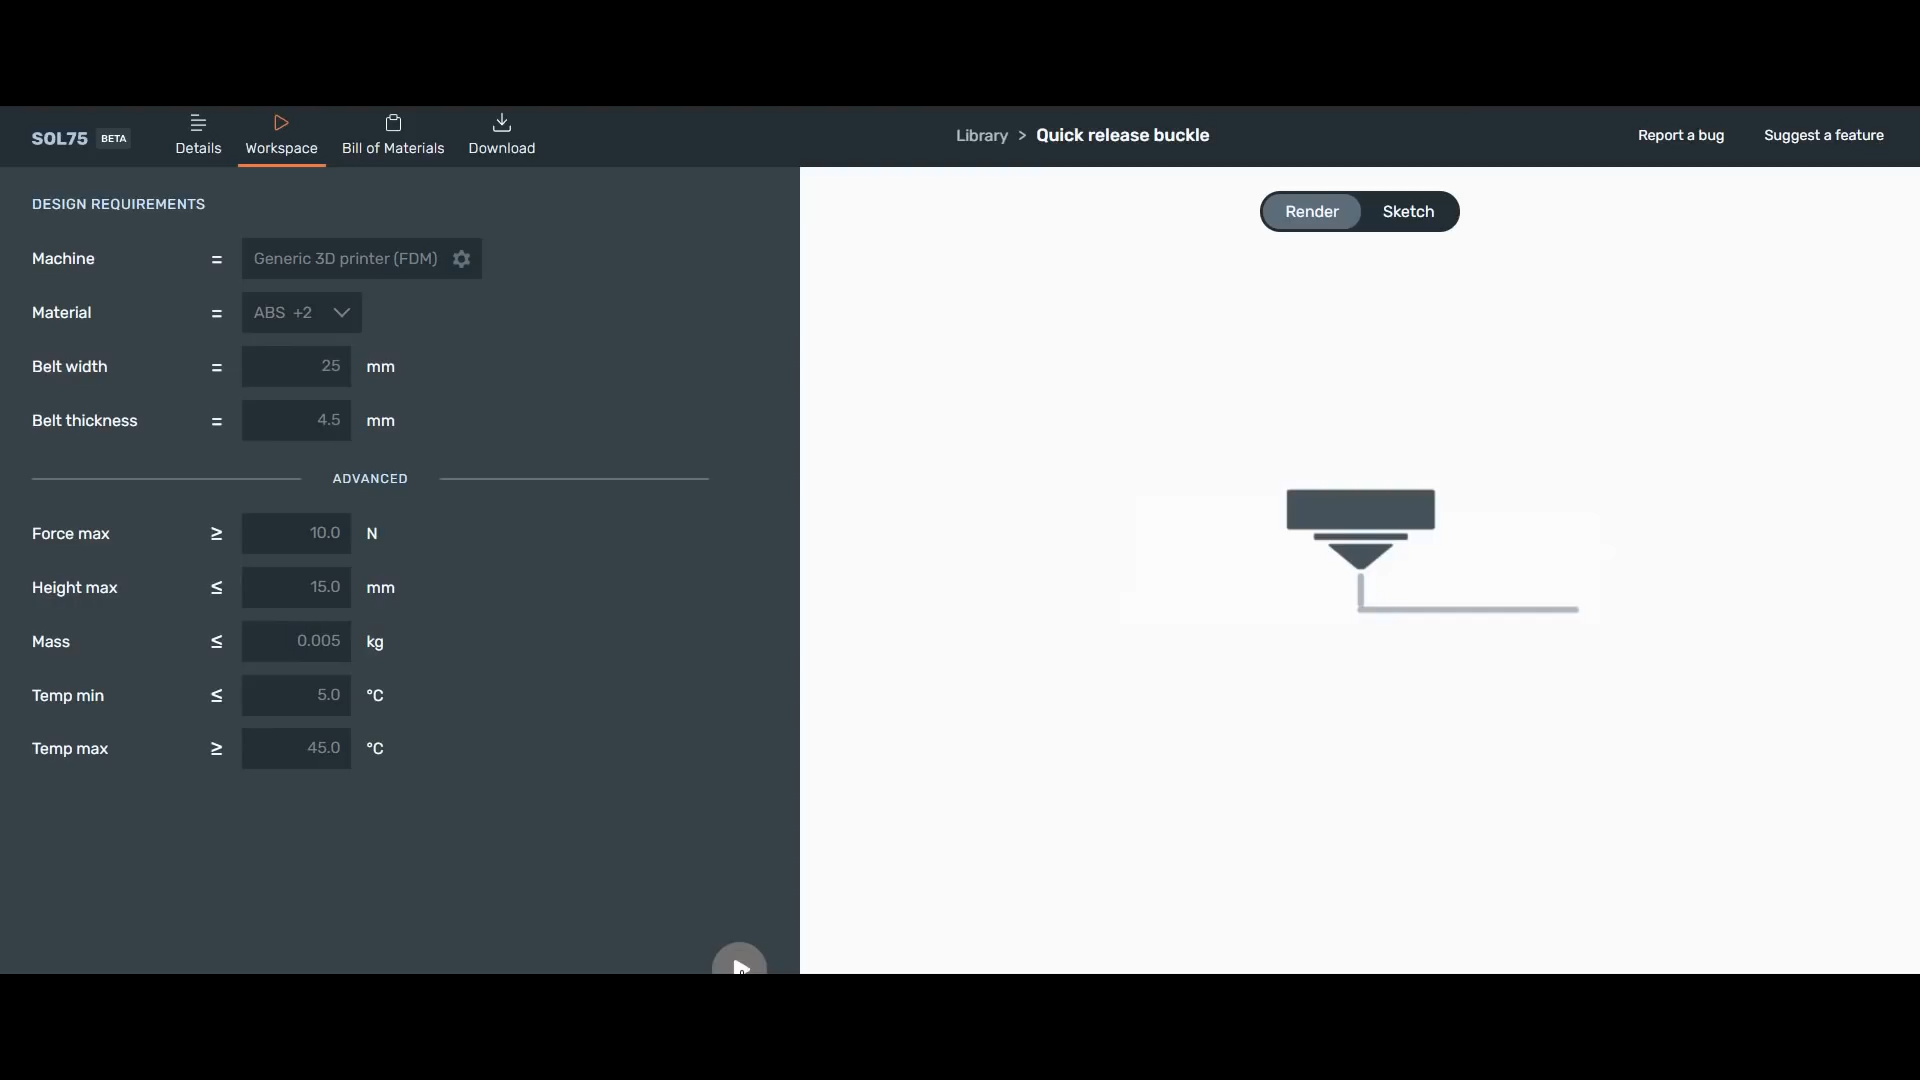 SOL75 BETA
Details
Workspace
Bill of Materials
Download
Library > Quick release buckle
Report a bug
Suggest a feature
DESIGN REQUIREMENTS
Render
Sketch
Machine = Generic 3D printer (FDM)
Material = ABS +2
Belt width = 25 mm
Belt thickness = 4.5 mm
ADVANCED
Force max ≥ 10.0 N
Height max ≤ 15.0 mm
Mass ≤ 0.005 kg
Temp min ≤ 5.0 °C
Temp max ≥ 45.0 °C